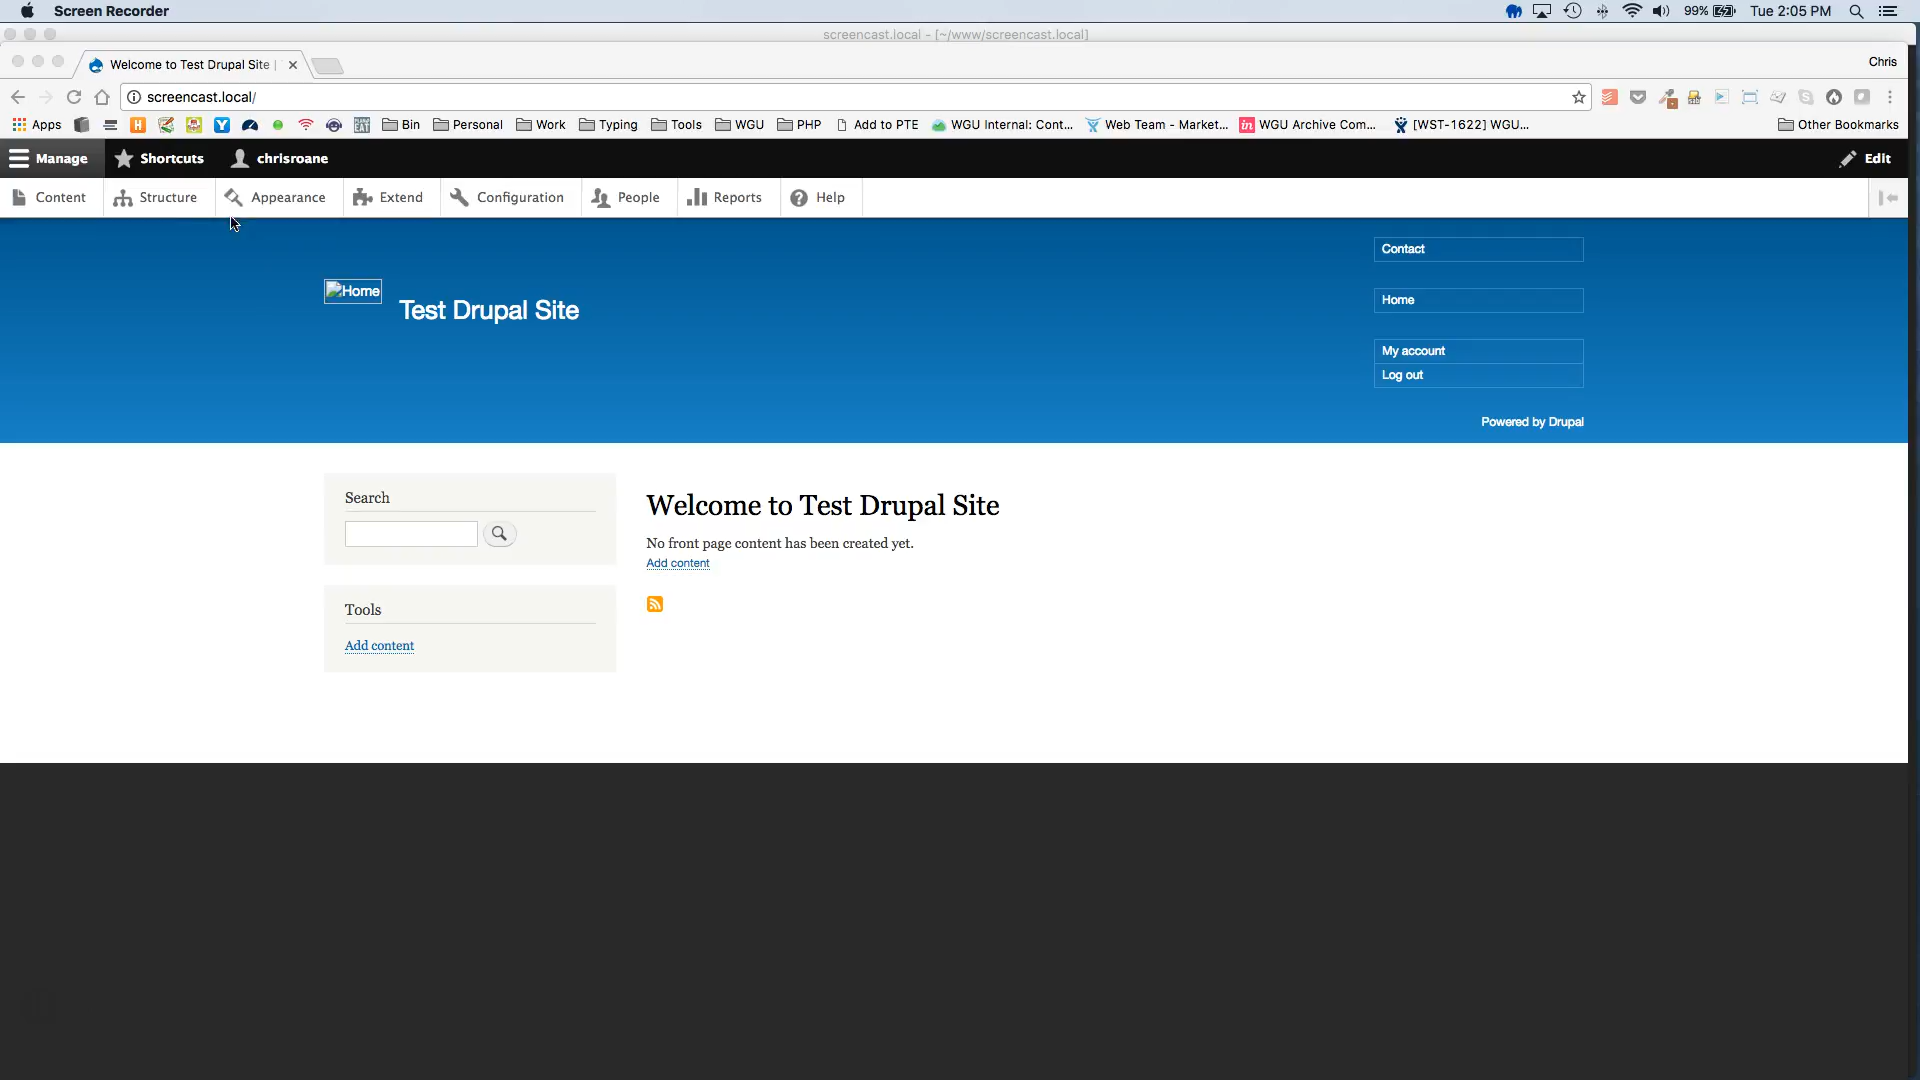 Screen Recorder
99%
Tue 2:05 PM
screencast.local - [~/www/screencast.local]
Welcome to Test Drupal Site |
Chris
screencast.local/
Apps
Bin
Personal
Work
Typing
Tools
WGU
PHP
Add to PTE
WGU Internal: Cont...
Web Team - Market...
WGU Archive Com...
[WST-1622] WGU...
Other Bookmarks
Manage
Shortcuts
chrisroane
Edit
Content
Structure
Appearance
Extend
Configuration
People
Reports
Help
Contact
Home
Home
Test Drupal Site
My account
Log out
Powered by Drupal
Search
Welcome to Test Drupal Site
No front page content has been created yet.
Add content
Tools
Add content